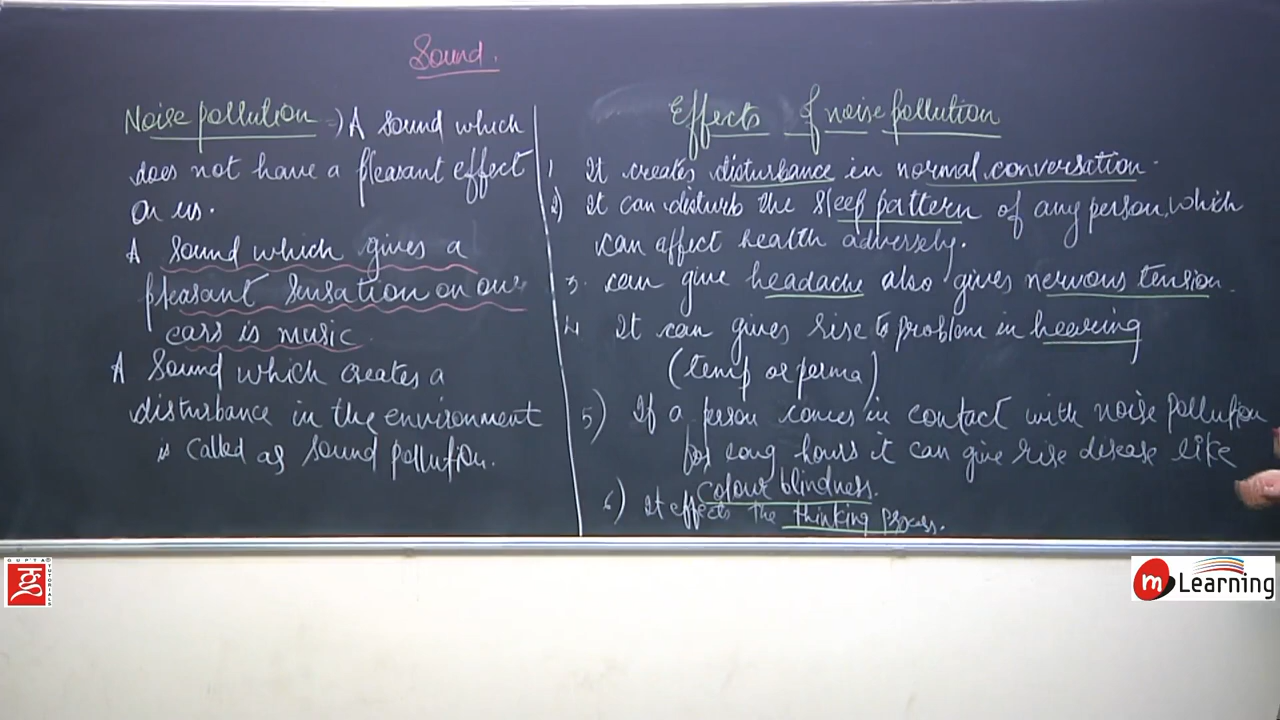 Sound.
Noise pollution → A sound which
does not have a pleasant effect
on us.
A sound which gives a
pleasant sensation on our
ears is music
A sound which creates a
disturbance in the environment
is called as sound pollution.
Effects of noise pollution
1 It creates disturbance in normal conversation.
2) It can disturb the sleep pattern of any person, which
can affect health adversely.
3. can give headache also gives nervous tension.
4 It can gives rise to problem in hearing
(temp or perma)
5) If a person comes in contact with noise pollution
for long hours it can give rise disease like
colour blindness.
6) It effects the thinking process.
GUPTA TUTORIALS
m Learning